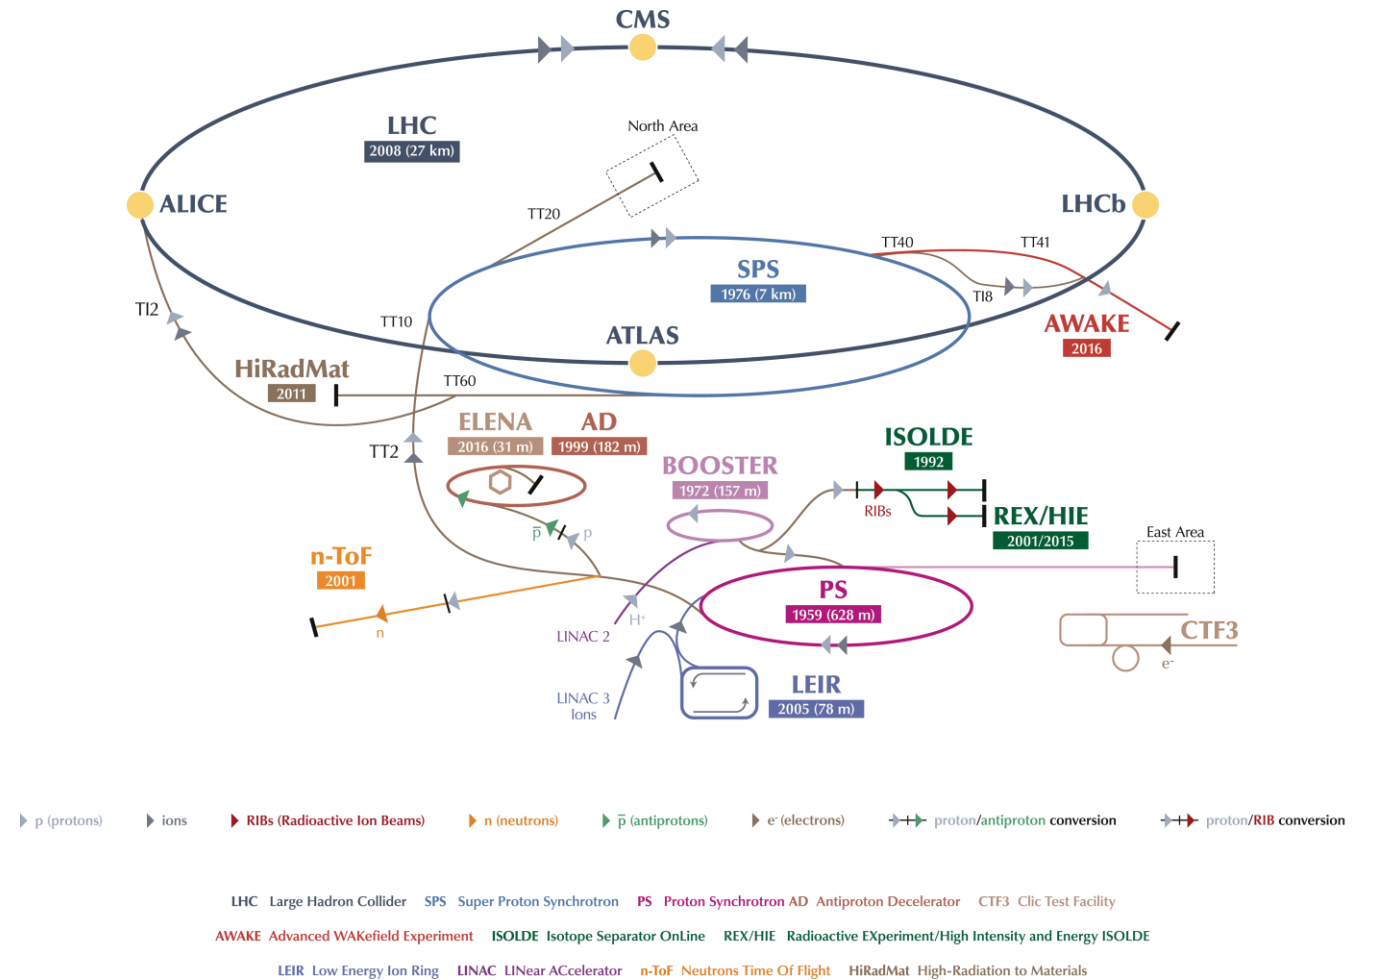 CMS
LHC
2008 (27 km)
North Area
ALICE
LHCb
TT20
TT40
TT41
SPS
1976 (7 km)
TI8
TI2
TT10
ATLAS
AWAKE
2016
HiRadMat
2011
TT60
ELENA
2016 (31 m)
AD
1999 (182 m)
TT2
ISOLDE
1992
BOOSTER
1972 (157 m)
RIBs
REX/HIE
2001/2015
p̅
p
East Area
n-ToF
2001
PS
1959 (628 m)
n
H+
LINAC 2
CTF3
e-
LINAC 3
Ions
LEIR
2005 (78 m)
p (protons)
ions
RIBs (Radioactive Ion Beams)
n (neutrons)
p̅ (antiprotons)
e- (electrons)
proton/antiproton conversion
proton/RIB conversion
LHC Large Hadron Collider SPS Super Proton Synchrotron PS Proton Synchrotron AD Antiproton Decelerator CTF3 Clic Test Facility
AWAKE Advanced WAKefield Experiment ISOLDE Isotope Separator OnLine REX/HIE Radioactive EXperiment/High Intensity and Energy ISOLDE
LEIR Low Energy Ion Ring LINAC LINear ACcelerator n-ToF Neutrons Time Of Flight HiRadMat High-Radiation to Materials